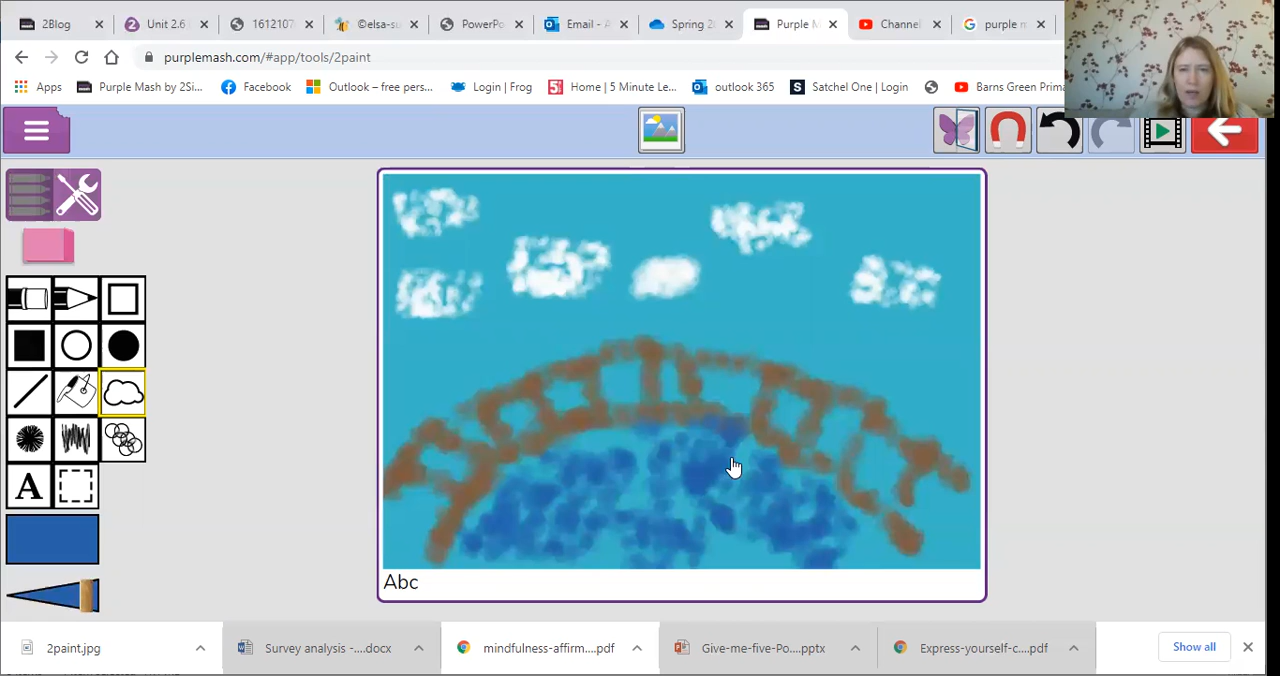 2Blog
Unit 2.6
1612107
©elsa-su
PowerPo
Email - A
Spring 2
Purple M
Channel
purple m
purplemash.com/#app/tools/2paint
Apps
Purple Mash by 2Si...
Facebook
Outlook – free pers...
Login | Frog
Home | 5 Minute Le...
outlook 365
Satchel One | Login
Barns Green Prima
A
Abc
2paint.jpg
Survey analysis -....docx
mindfulness-affirm....pdf
Give-me-five-Po....pptx
Express-yourself-c....pdf
Show all